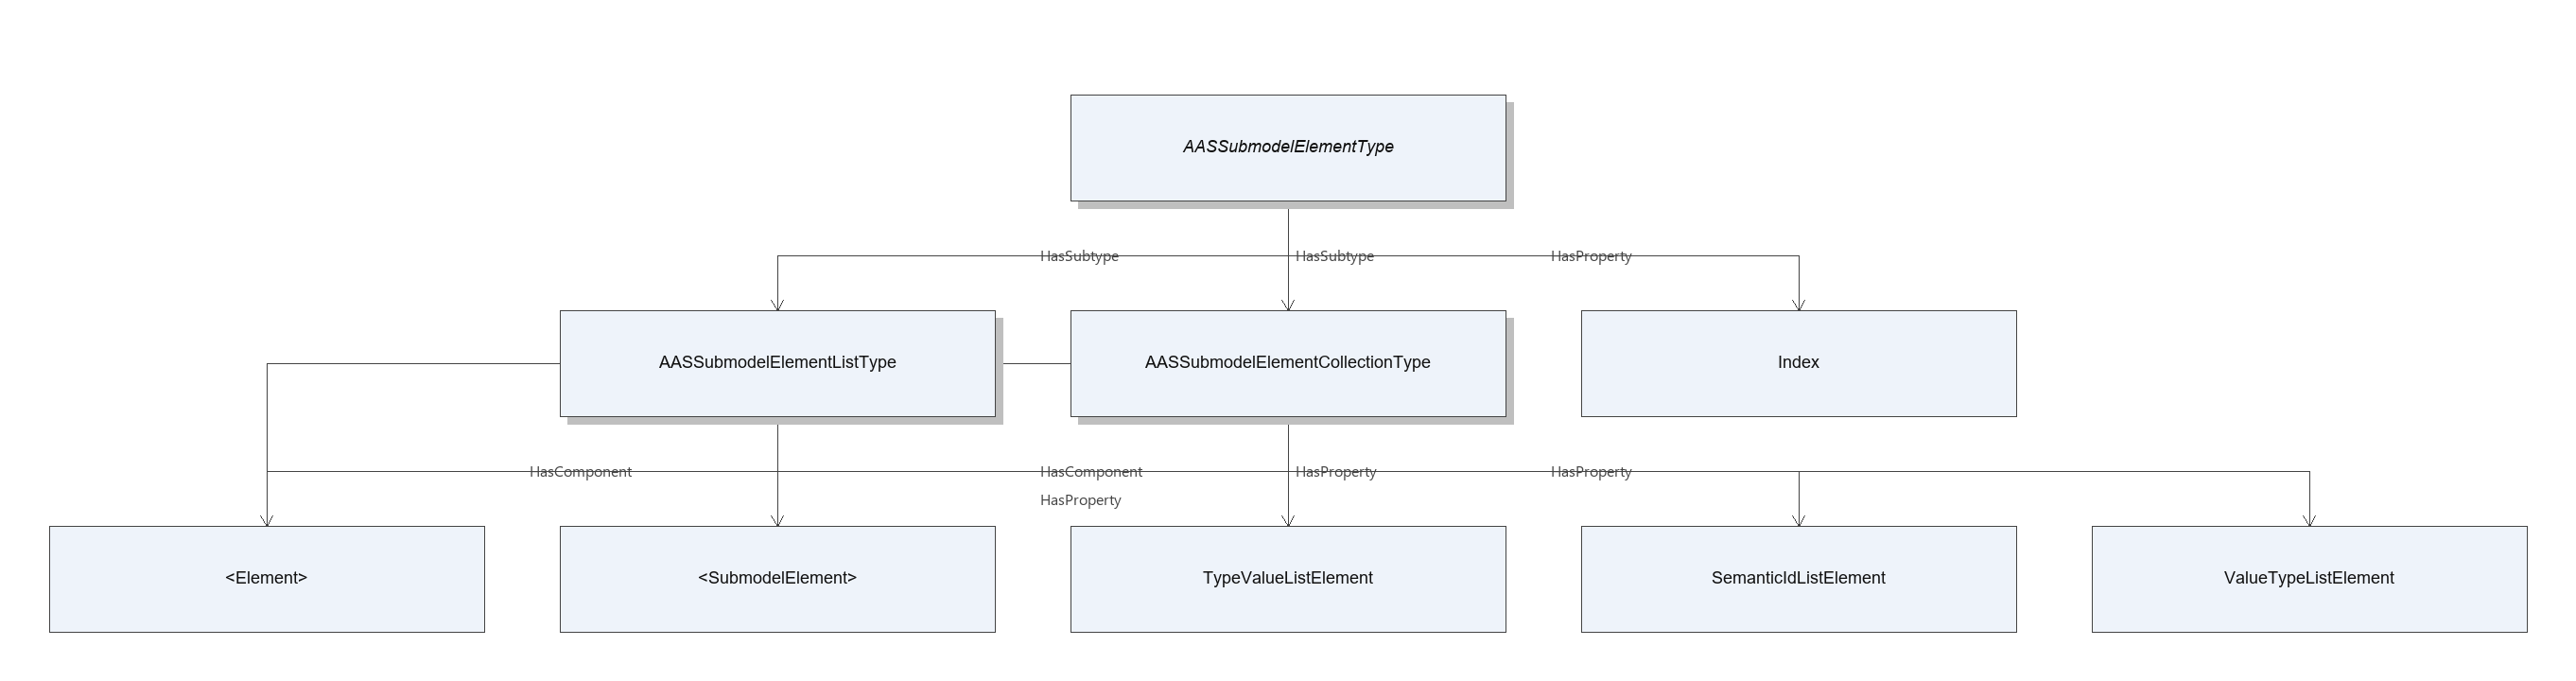 AASSubmodelElementType
HasSubtype HasSubtype HasProperty
AASSubmodelElementListType AASSubmodelElementCollectionType Index
HasComponent HasComponent HasProperty HasProperty
HasProperty
<Element> <SubmodelElement> TypeValueListElement SemanticIdListElement ValueTypeListElement